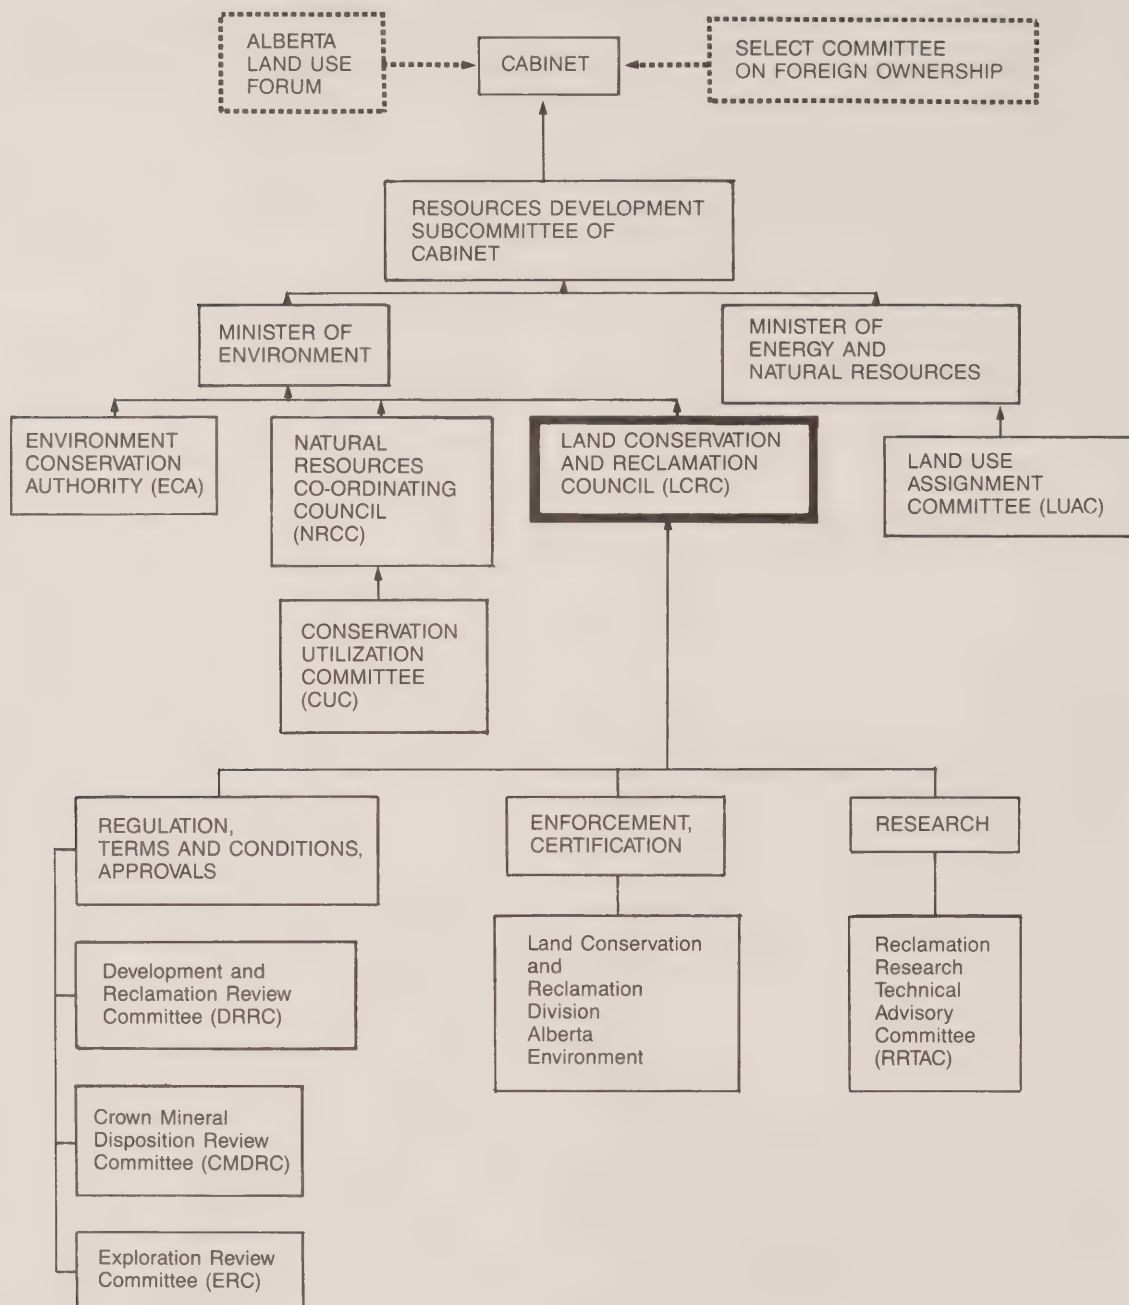 ALBERTA
LAND USE
FORUM
CABINET
SELECT COMMITTEE
ON FOREIGN OWNERSHIP
RESOURCES DEVELOPMENT
SUBCOMMITTEE OF
CABINET
MINISTER OF
ENVIRONMENT
MINISTER OF
ENERGY AND
NATURAL RESOURCES
ENVIRONMENT
CONSERVATION
AUTHORITY (ECA)
NATURAL
RESOURCES
CO-ORDINATING
COUNCIL
(NRCC)
LAND CONSERVATION
AND RECLAMATION
COUNCIL (LCRC)
LAND USE
ASSIGNMENT
COMMITTEE (LUAC)
CONSERVATION
UTILIZATION
COMMITTEE
(CUC)
REGULATION,
TERMS AND CONDITIONS,
APPROVALS
ENFORCEMENT,
CERTIFICATION
RESEARCH
Development and
Reclamation Review
Committee (DRRC)
Land Conservation
and
Reclamation
Division
Alberta
Environment
Reclamation
Research
Technical
Advisory
Committee
(RRTAC)
Crown Mineral
Disposition Review
Committee (CMDRC)
Exploration Review
Committee (ERC)